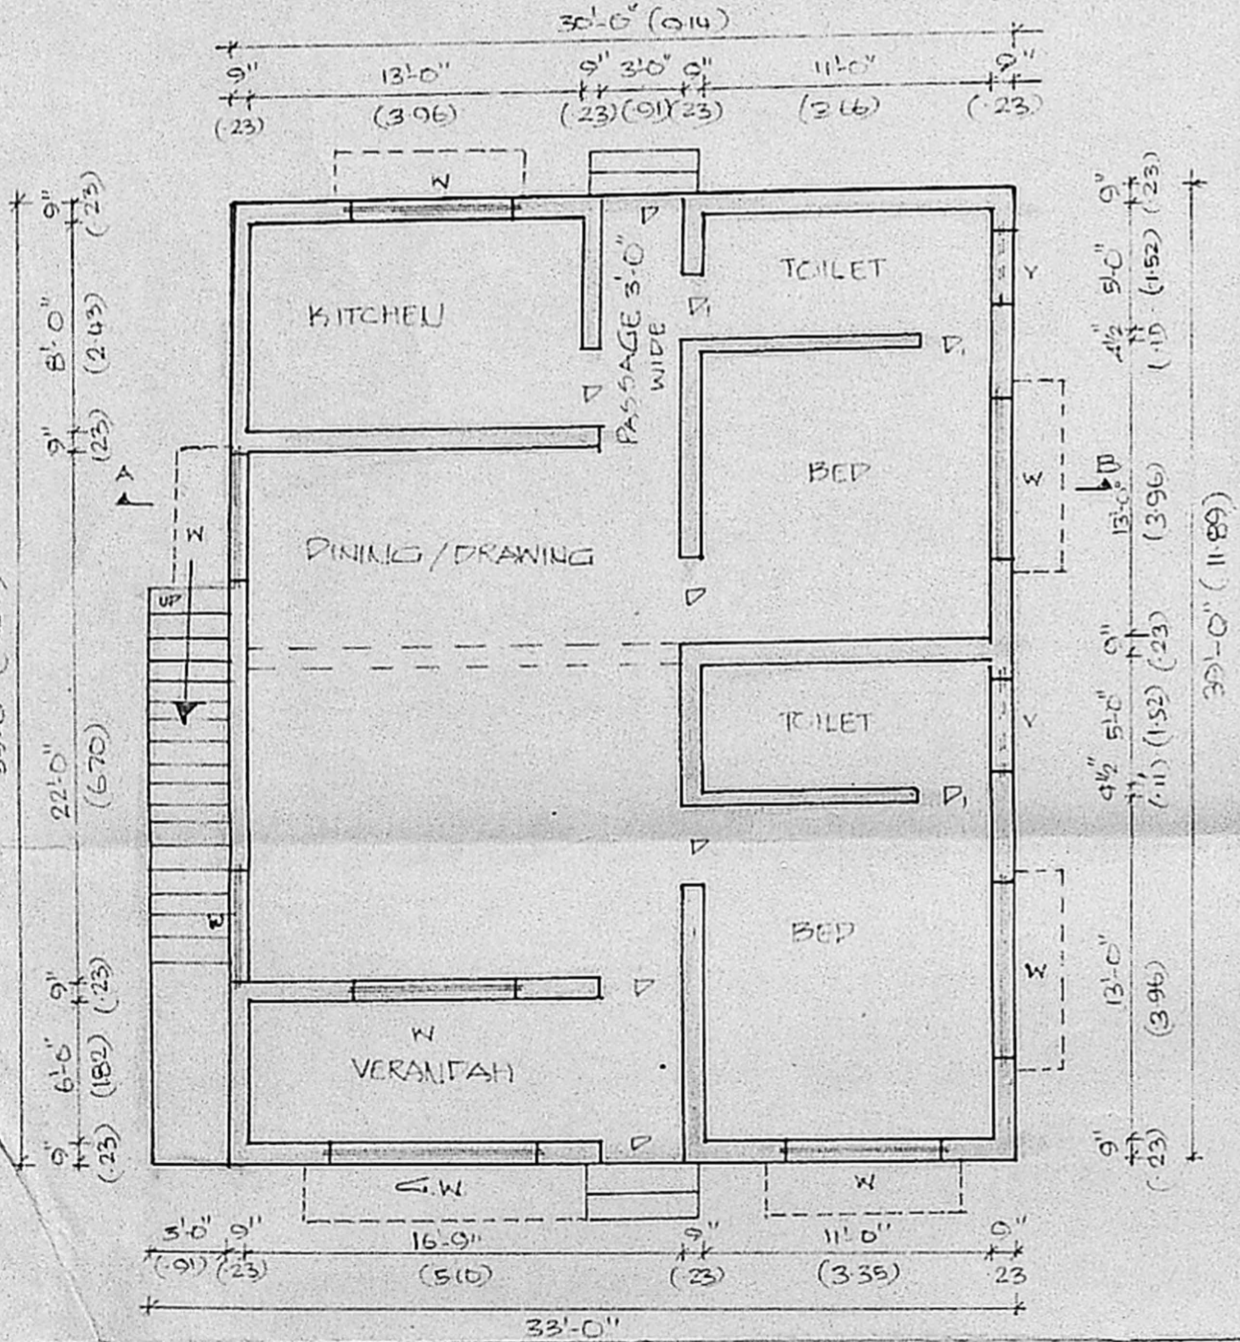 30'-0" (9.14)
9" 13'-0" 9" 3'-0" 9" 11'-0" 9"
(.23) (3.96) (.23) (.91) (.23) (3.66) (.23)
W
KITCHEN
PASSAGE 3'-0"
WIDE
TOILET
V
D
D1
D1
D
BED
W
A
B
W
DINING / DRAWING
UP
D
TOILET
V
D1
D
BED
W
D
W
VERANDAH
D
G.W
W
9" (.23)
8'-0" (2.43)
9" (.23)
22'-0" (6.70)
9" (.23)
6'-0" (1.82)
9" (.23)
9" (.23)
5'-0" (1.52)
4½" (.11)
13'-0" (3.96)
9" (.23)
5'-0" (1.52)
4½" (.11)
13'-0" (3.96)
9" (.23)
39'-0" (11.89)
3'-0" 9" 16'-9" 9" 11'-0" 9"
(.91) (.23) (5.10) (.23) (3.35) .23
33'-0"